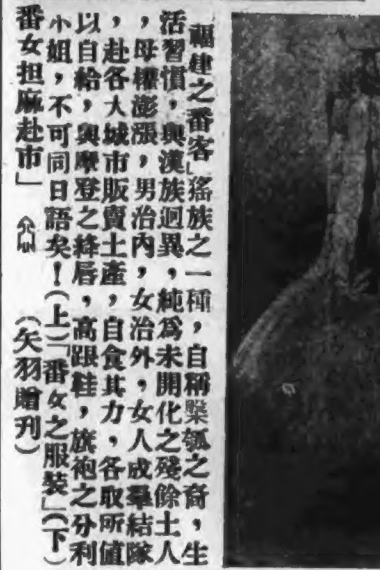 「福建之番客」猺族之一種，自稱槃瓠之裔，生
活習慣，與漢族迥異，純為未開化之殘餘土人
，母權澎漲，男治內，女治外，女人成羣結隊
，赴各大城市販賣土產，自食其力，各取所值
以自給，與摩登之絳唇，高跟鞋，旗袍之分利
小姐，不可同日語矣！（上）「番女之服裝」（下）
番女担麻赴市」　（矢羽贈刊）